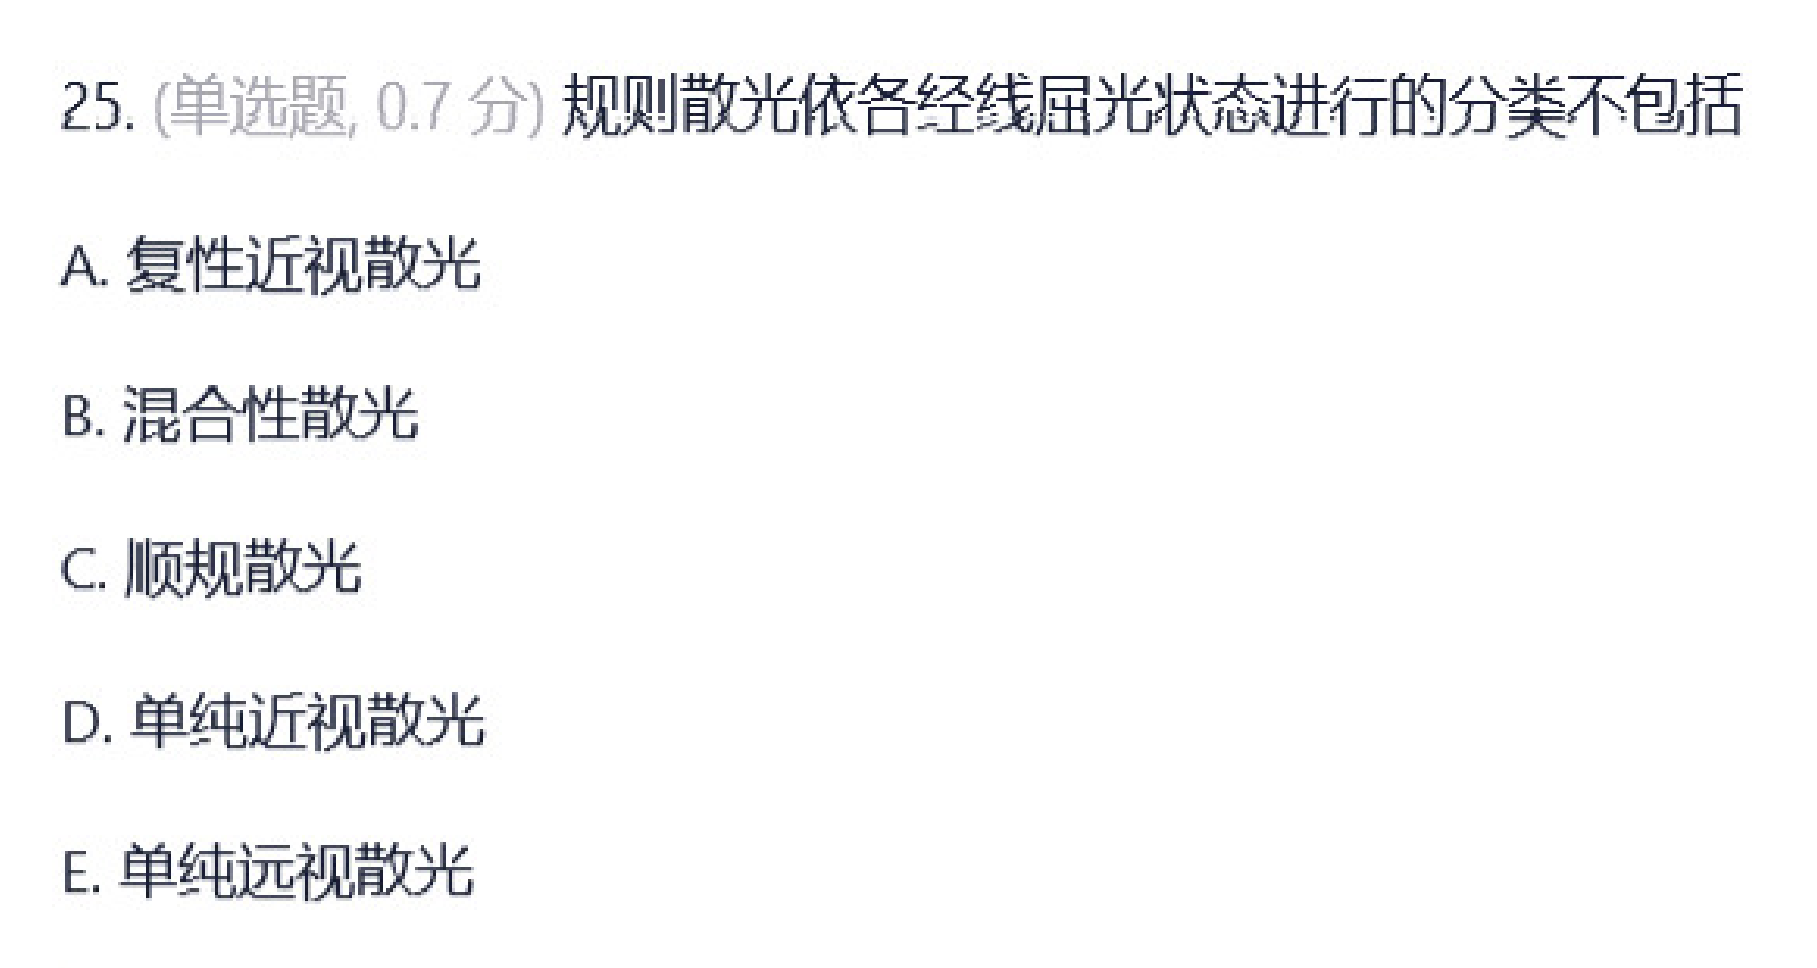 25. (单选题, 0.7 分) 规则散光依各经线屈光状态进行的分类不包括
A. 复性近视散光
B. 混合性散光
C. 顺规散光
D. 单纯近视散光
E. 单纯远视散光